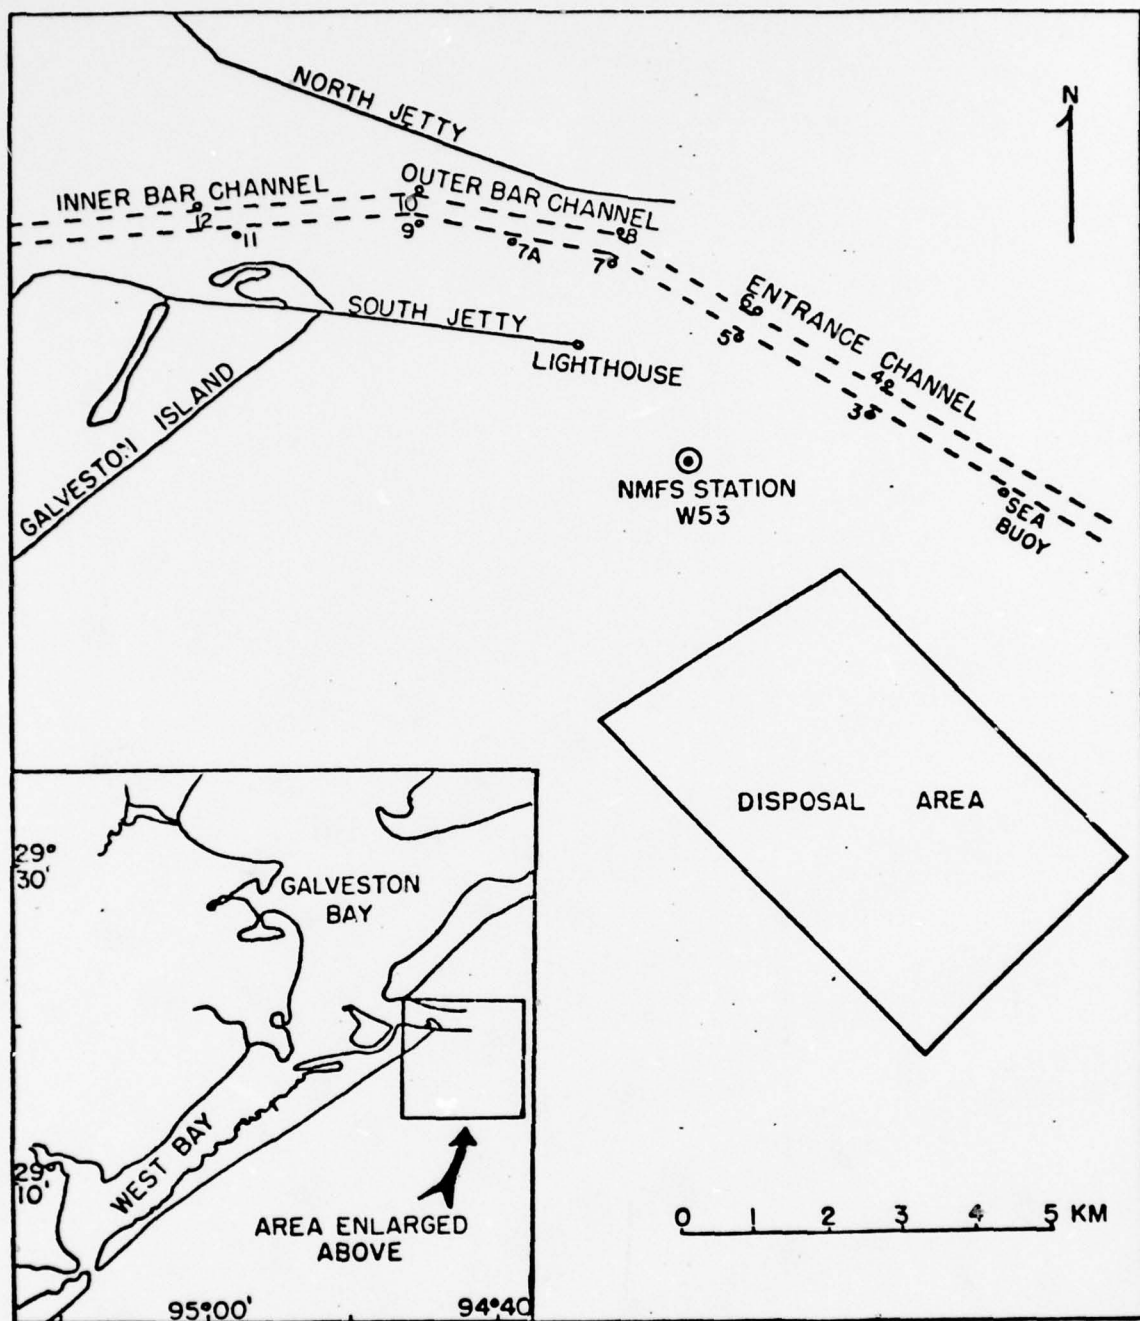 NORTH JETTY
N
INNER BAR CHANNEL
OUTER BAR CHANNEL
12
11
10
9
7A
8
7
ENTRANCE CHANNEL
6
5
4
3
SOUTH JETTY
LIGHTHOUSE
GALVESTON ISLAND
NMFS STATION
W53
SEA
BUOY
DISPOSAL AREA
29°
30'
GALVESTON
BAY
29°
10'
WEST BAY
AREA ENLARGED
ABOVE
95°00'
94°40
0 1 2 3 4 5 KM